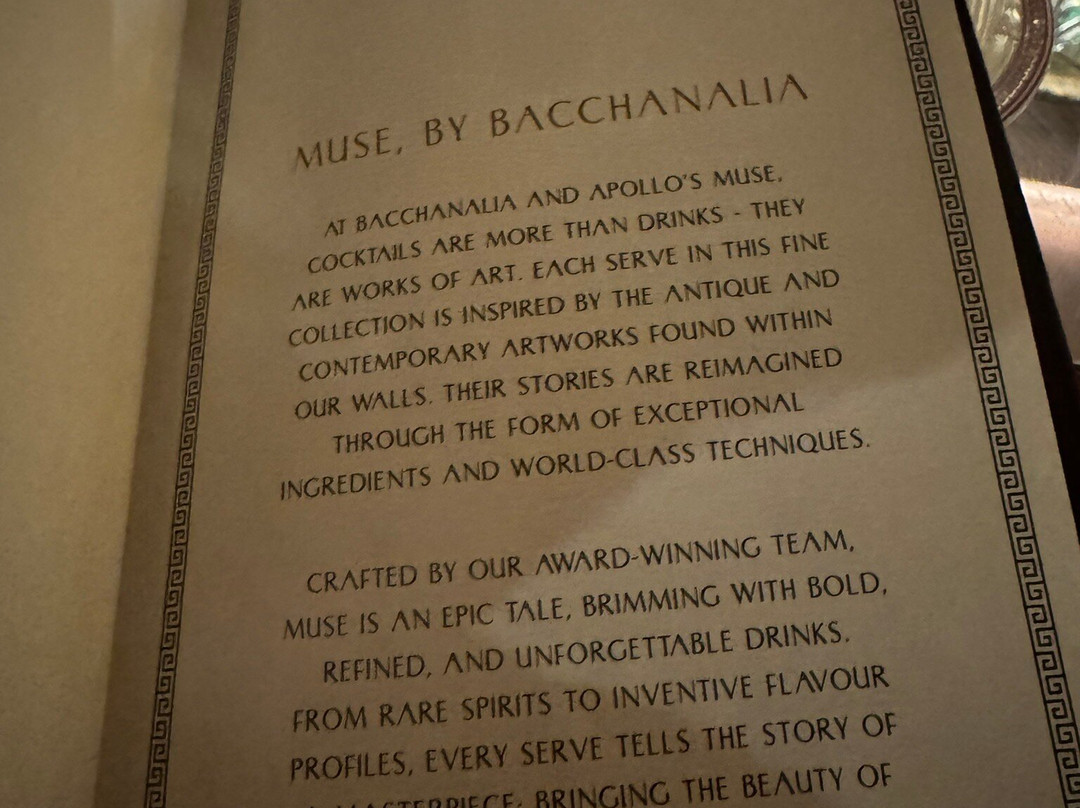 MUSE, BY BACCHANALIA
AT BACCHANALIA AND APOLLO'S MUSE,
COCKTAILS ARE MORE THAN DRINKS - THEY
ARE WORKS OF ART. EACH SERVE IN THIS FINE
COLLECTION IS INSPIRED BY THE ANTIQUE AND
CONTEMPORARY ARTWORKS FOUND WITHIN
OUR WALLS. THEIR STORIES ARE REIMAGINED
THROUGH THE FORM OF EXCEPTIONAL
INGREDIENTS AND WORLD-CLASS TECHNIQUES.
CRAFTED BY OUR AWARD-WINNING TEAM,
MUSE IS AN EPIC TALE, BRIMMING WITH BOLD,
REFINED, AND UNFORGETTABLE DRINKS.
FROM RARE SPIRITS TO INVENTIVE FLAVOUR
PROFILES, EVERY SERVE TELLS THE STORY OF
MASTERPIECE; BRINGING THE BEAUTY OF